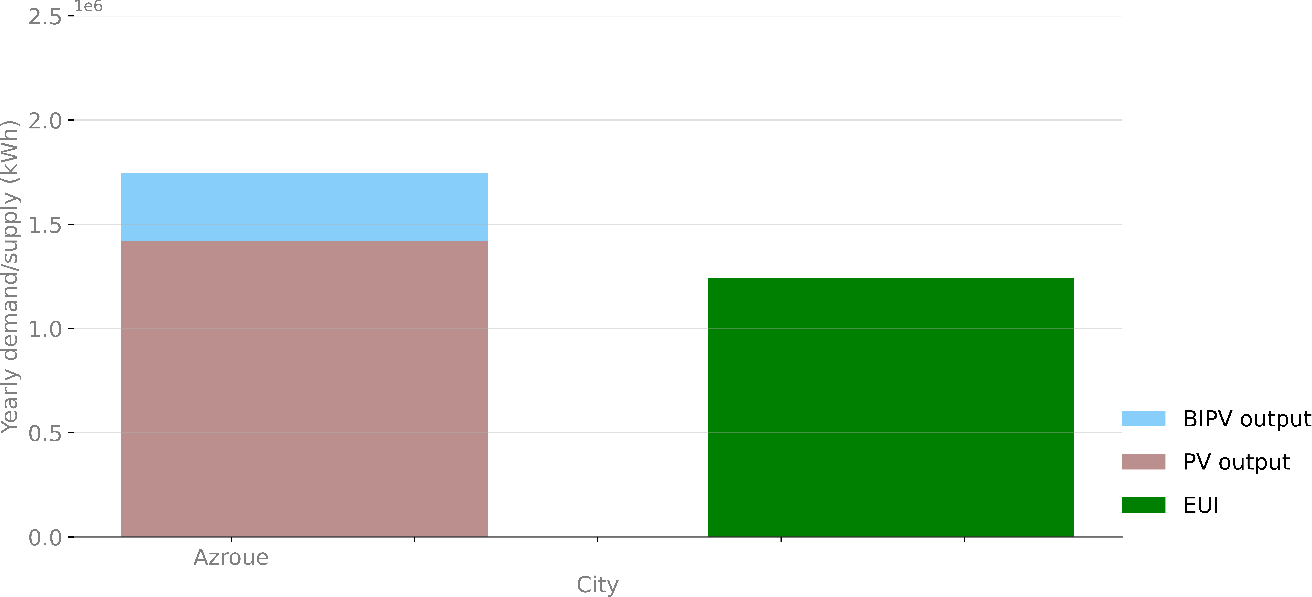 1e6
2.5
2.0
1.5
1.0
0.5
0.0
Yearly demand/supply (kWh)
Azroue
City
BIPV output
PV output
EUI